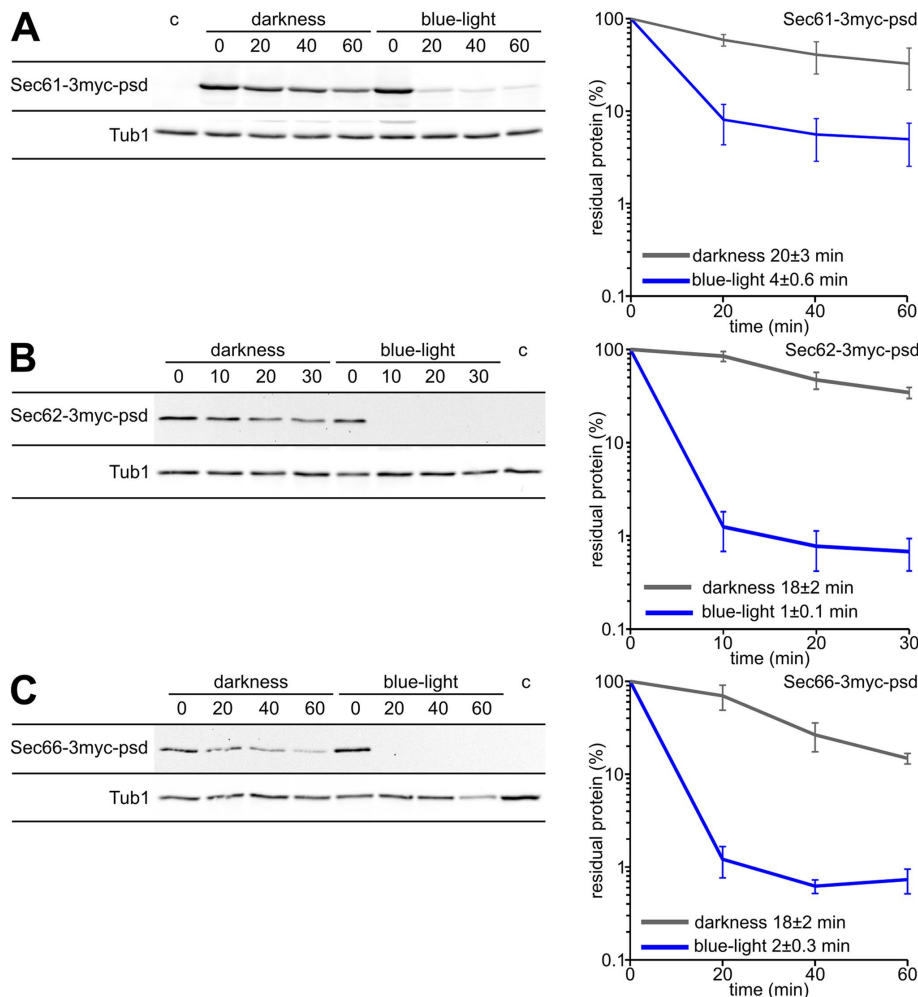 A
c darkness blue-light
0 20 40 60 0 20 40 60
Sec61-3myc-psd
Tub1
Sec61-3myc-psd
residual protein (%)
100
10
1
0.1
darkness 20±3 min
blue-light 4±0.6 min
0 20 40 60
time (min)
B
darkness blue-light c
0 10 20 30 0 10 20 30
Sec62-3myc-psd
Tub1
Sec62-3myc-psd
residual protein (%)
100
10
1
0.1
darkness 18±2 min
blue-light 1±0.1 min
0 10 20 30
time (min)
C
darkness blue-light c
0 20 40 60 0 20 40 60
Sec66-3myc-psd
Tub1
Sec66-3myc-psd
residual protein (%)
100
10
1
0.1
darkness 18±2 min
blue-light 2±0.3 min
0 20 40 60
time (min)